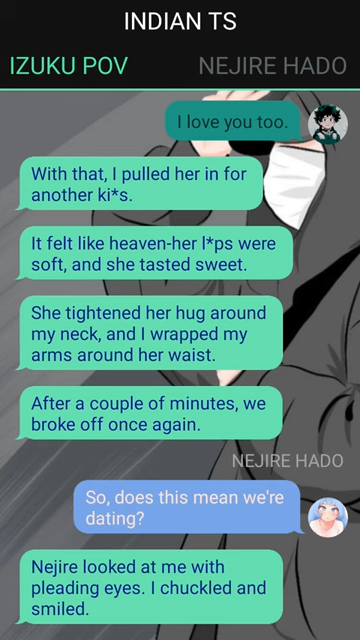 INDIAN TS
IZUKU POV
NEJIRE HADO
I love you too.
With that, I pulled her in for
another ki*s.
It felt like heaven-her l*ps were
soft, and she tasted sweet.
She tightened her hug around
my neck, and I wrapped my
arms around her waist.
After a couple of minutes, we
broke off once again.
NEJIRE HADO
So, does this mean we're
dating?
Nejire looked at me with
pleading eyes. I chuckled and
smiled.